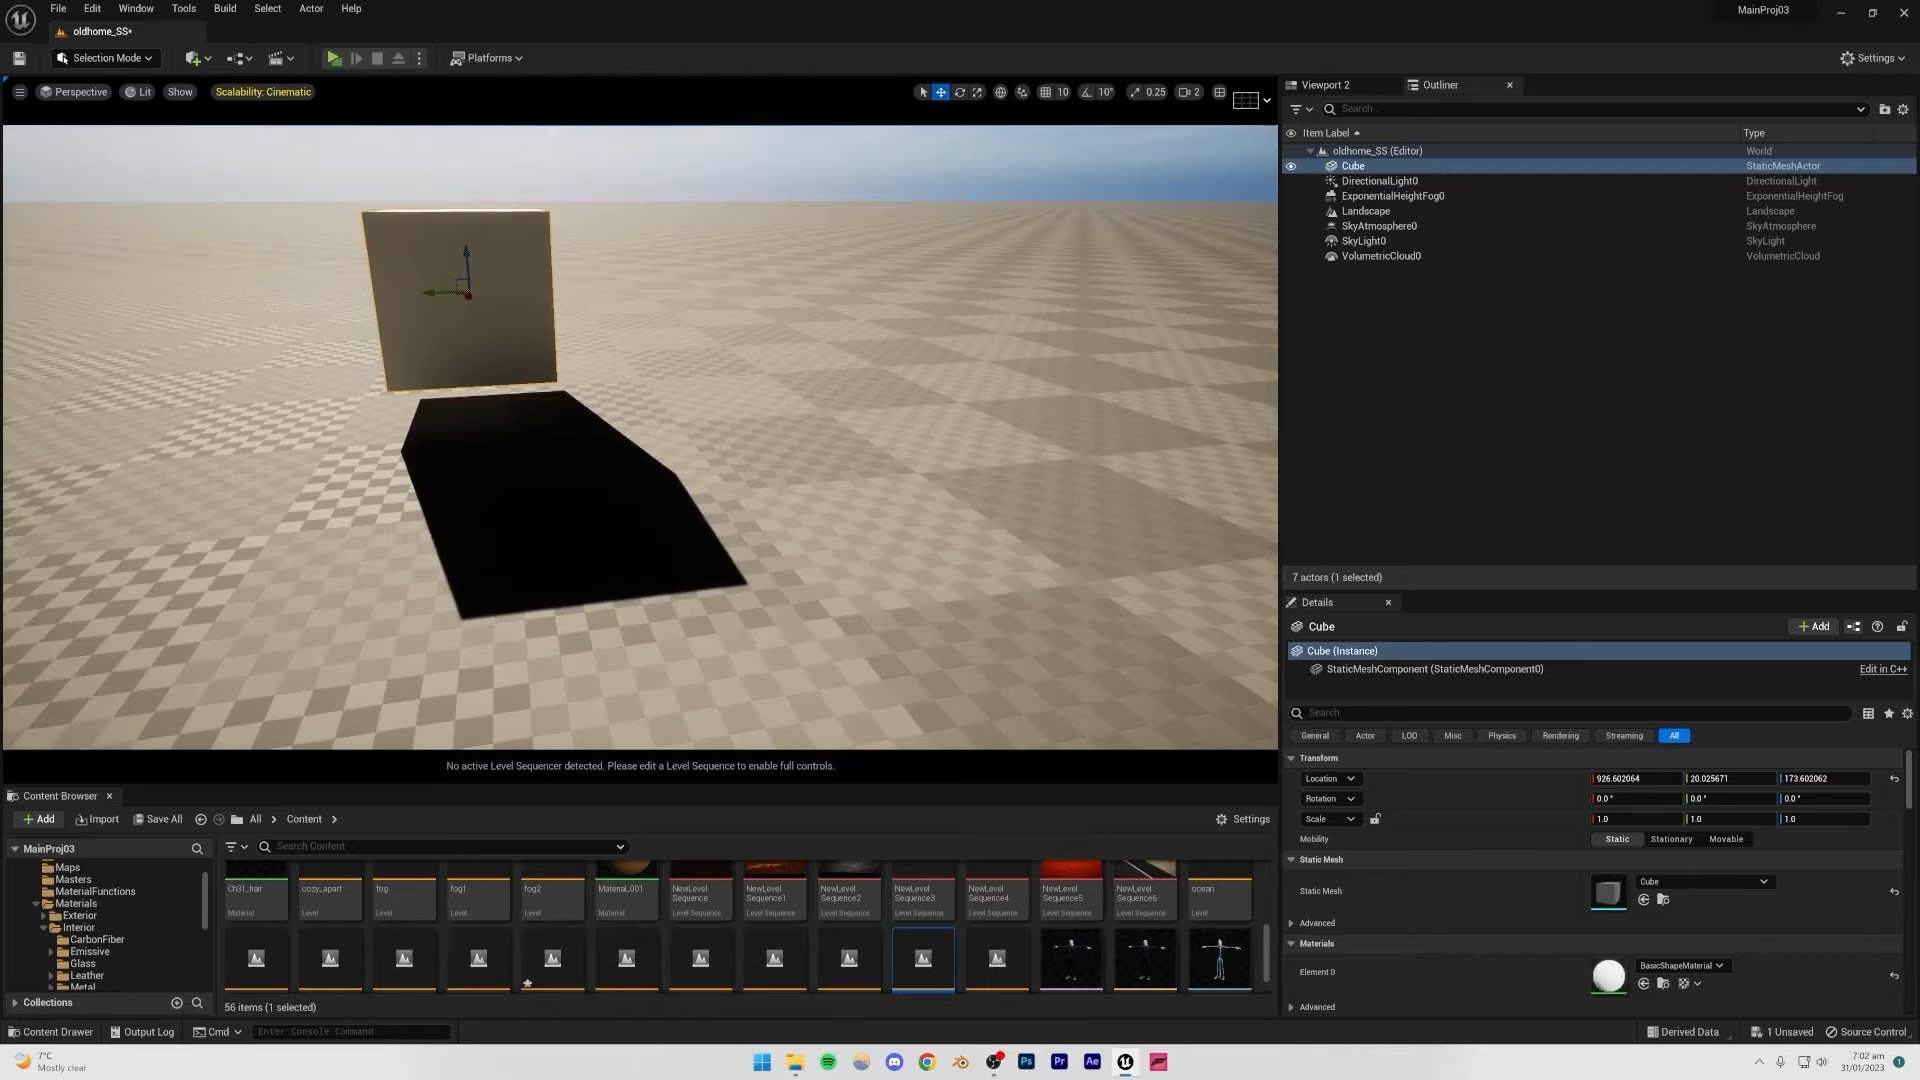 File Edit Window Tools Build Select Actor Help
MainProj03
oldhome_SS*
Selection Mode
Platforms
Settings
Perspective Lit Show Scalability: Cinematic
10 10° 0.25 2
Viewport 2 Outliner
Search...
Item Label Type
oldhome_SS (Editor) World
Cube StaticMeshActor
DirectionalLight0 DirectionalLight
ExponentialHeightFog0 ExponentialHeightFog
Landscape Landscape
SkyAtmosphere0 SkyAtmosphere
SkyLight0 SkyLight
VolumetricCloud0 VolumetricCloud
7 actors (1 selected)
Details
Cube
Add
Cube (Instance)
StaticMeshComponent (StaticMeshComponent0) Edit in C++
Search
General Actor LOD Misc Physics Rendering Streaming All
Transform
Location 926.602064 20.025671 173.602062
Rotation 0.0° 0.0° 0.0°
Scale 1.0 1.0 1.0
Mobility Static Stationary Movable
Static Mesh
Static Mesh Cube
Advanced
Materials
Element 0 BasicShapeMaterial
Advanced
No active Level Sequencer detected. Please edit a Level Sequence to enable full controls.
Content Browser
Add Import Save All All Content Settings
MainProj03
Search Content
Maps
Masters
MaterialFunctions
Materials
Exterior
Interior
CarbonFiber
Emissive
Glass
Leather
Metal
Collections
Ch31_hair
Material
cozy_apart
Level
fog
Level
fog1
Level
fog2
Level
Material_001
Material
NewLevel
Sequence
Level Sequence
NewLevel
Sequence1
Level Sequence
NewLevel
Sequence2
Level Sequence
NewLevel
Sequence3
Level Sequence
NewLevel
Sequence4
Level Sequence
NewLevel
Sequence5
Level Sequence
NewLevel
Sequence6
Level Sequence
ocean
Level
56 items (1 selected)
Content Drawer Output Log Cmd Enter Console Command
Derived Data 1 Unsaved Source Control
7°C
Mostly clear
Ps Pr Ae
7:02 am
31/01/2023
1